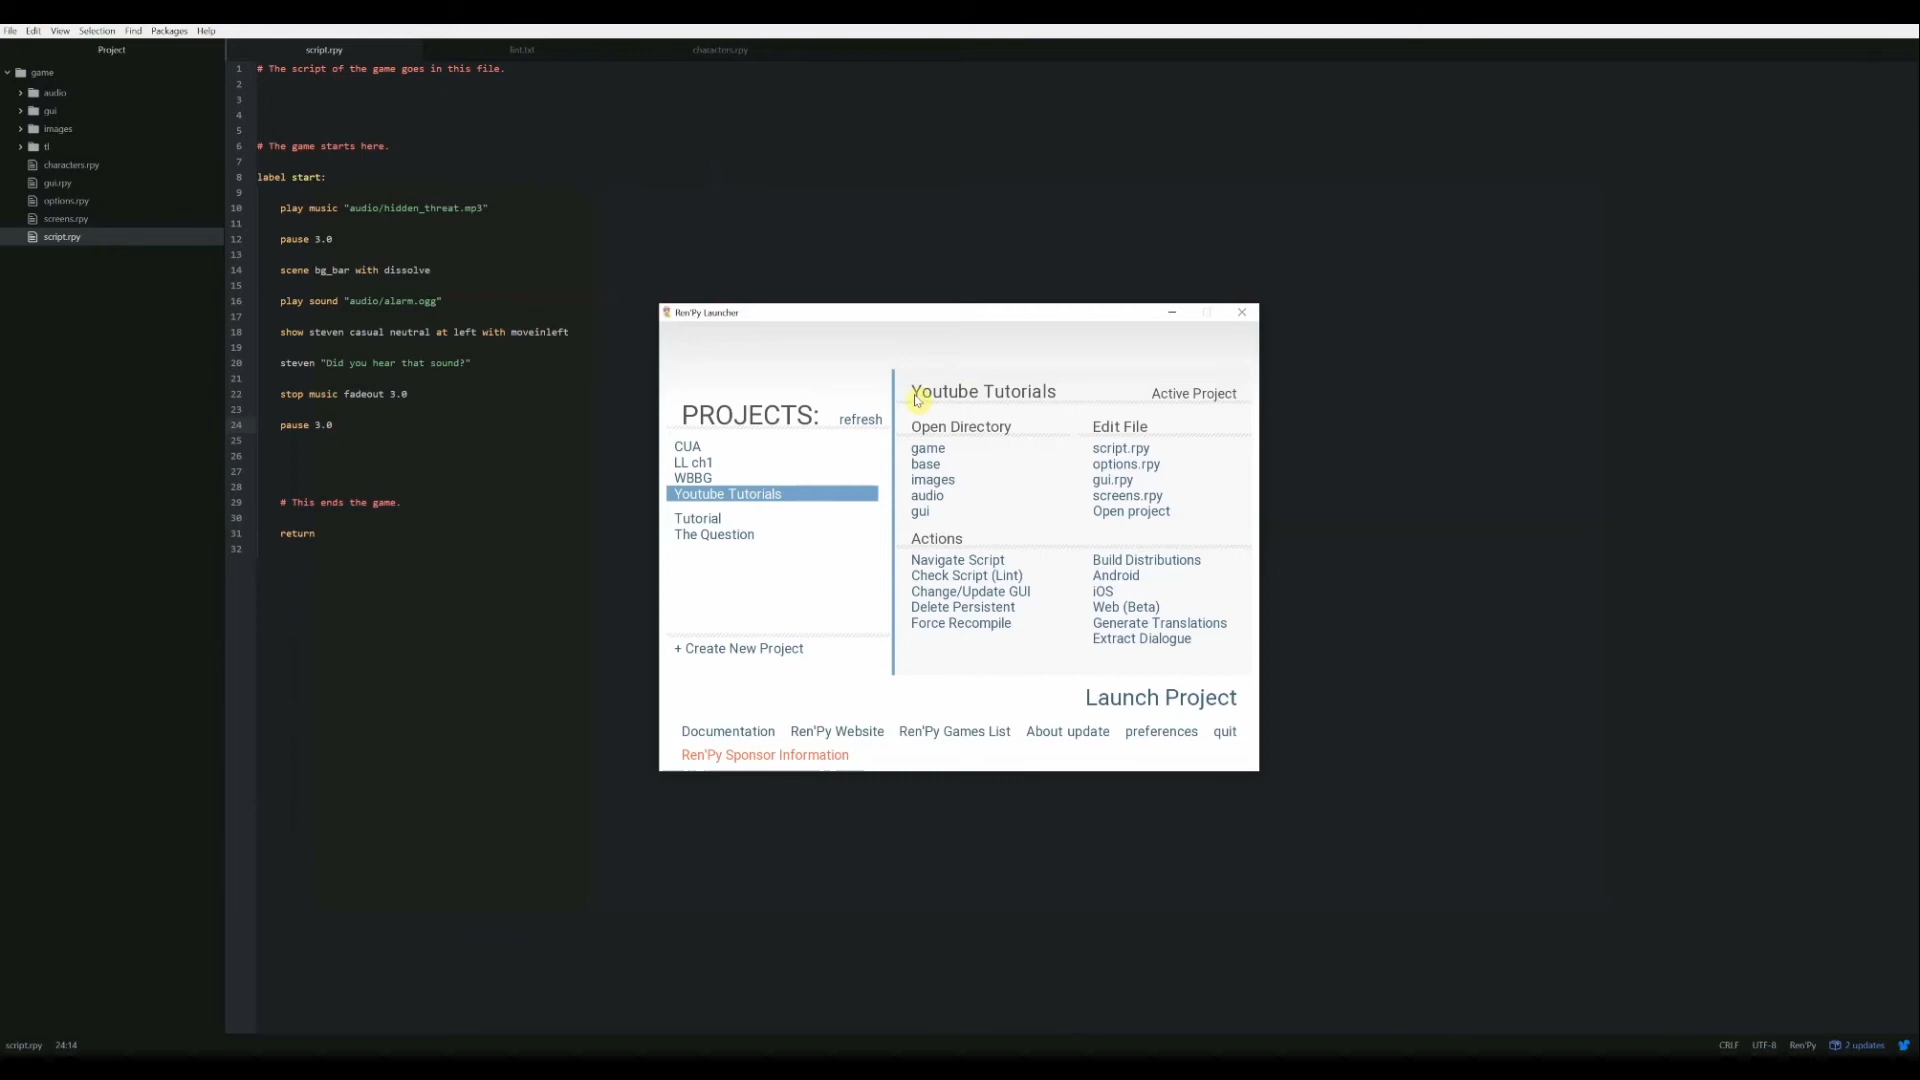 File Edit View Selection Find Packages Help
Project
script.rpy
lint.txt
characters.rpy
game
audio
gui
images
tl
characters.rpy
gui.rpy
options.rpy
screens.rpy
script.rpy
1 # The script of the game goes in this file.
2
3
4
5
6 # The game starts here.
7
8 label start:
9
10 play music "audio/hidden_threat.mp3"
11
12 pause 3.0
13
14 scene bg_bar with dissolve
15
16 play sound "audio/alarm.ogg"
17
18 show steven casual neutral at left with moveinleft
19
20 steven "Did you hear that sound?"
21
22 stop music fadeout 3.0
23
24 pause 3.0
25
26
27
28
29 # This ends the game.
30
31 return
32
Ren'Py Launcher
PROJECTS: refresh
CUA
LL ch1
WBBG
Youtube Tutorials
Tutorial
The Question
+ Create New Project
Youtube Tutorials Active Project
Open Directory
game
base
images
audio
gui
Edit File
script.rpy
options.rpy
gui.rpy
screens.rpy
Open project
Actions
Navigate Script
Check Script (Lint)
Change/Update GUI
Delete Persistent
Force Recompile
Build Distributions
Android
iOS
Web (Beta)
Generate Translations
Extract Dialogue
Launch Project
Documentation Ren'Py Website Ren'Py Games List About update preferences quit
Ren'Py Sponsor Information
script.rpy 24:14
CRLF UTF-8 Ren'Py 2 updates